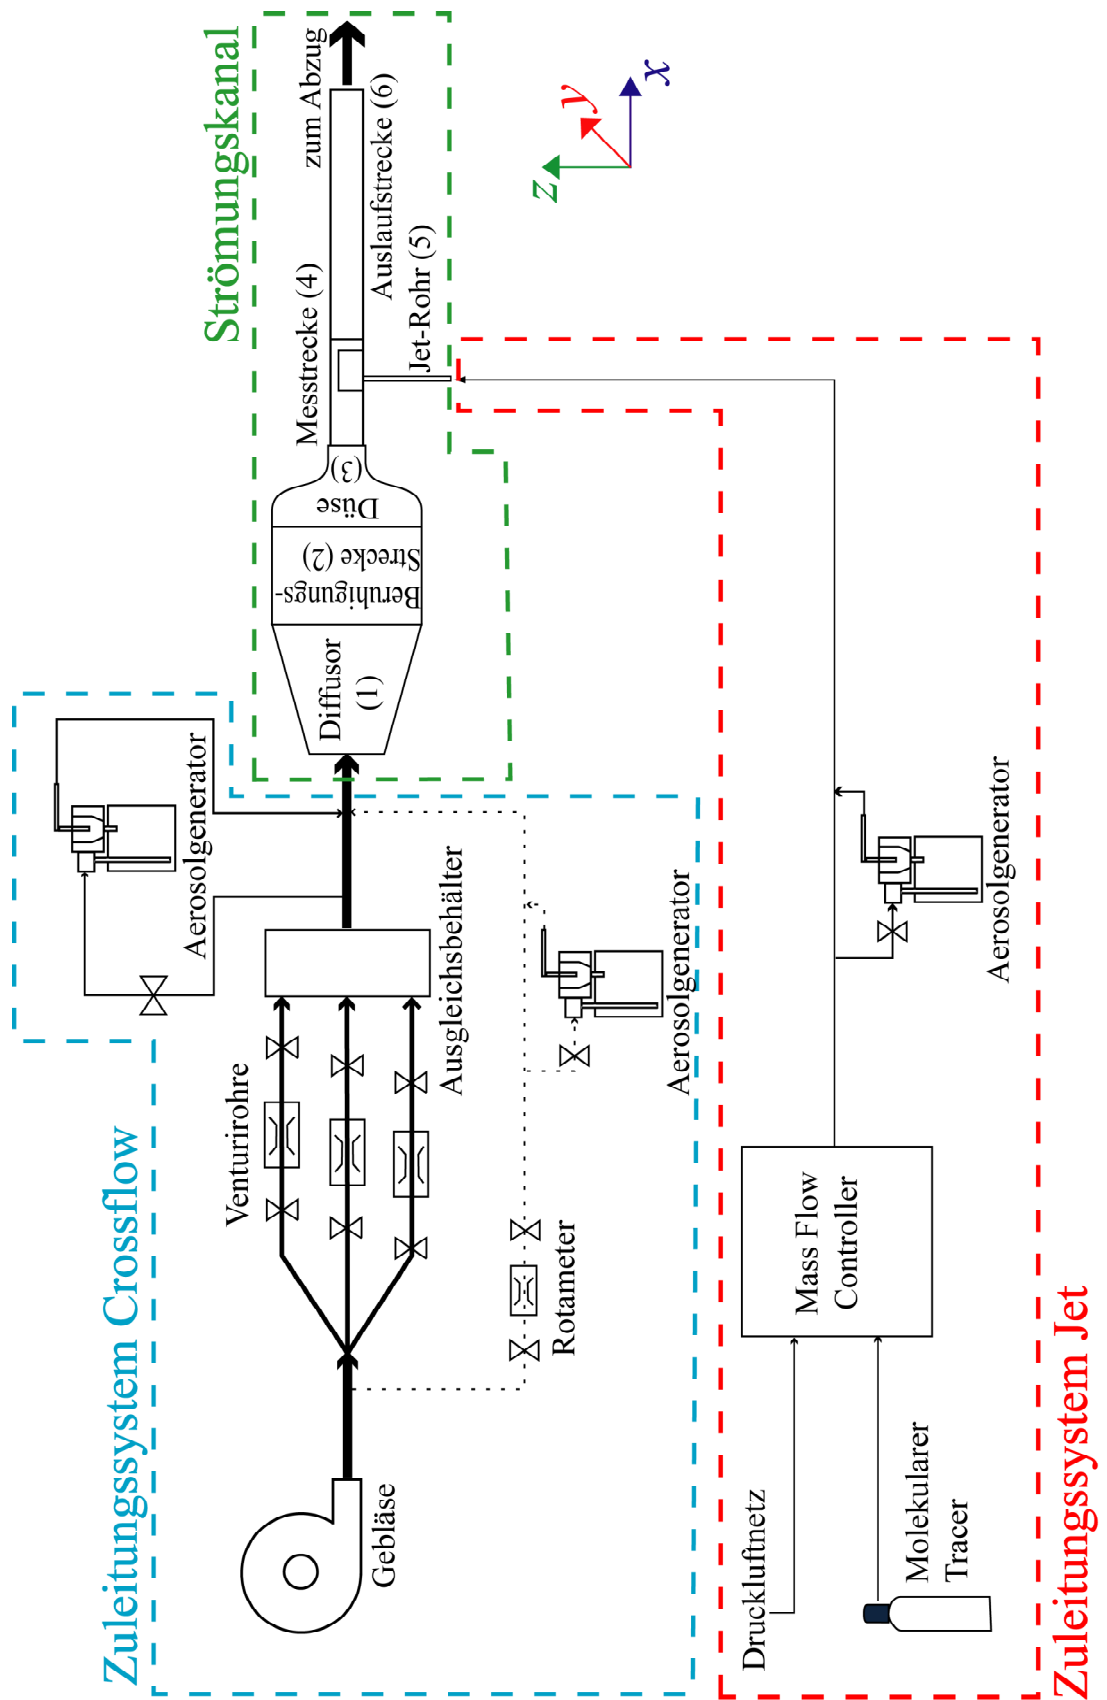 Zuleitungssystem Crossflow
Strömungskanal
Aerosolgenerator
Venturirohre
Gebläse
Ausgleichsbehälter
Diffusor
(1)
Beruhigungs-
Strecke (2)
Düse
(3)
Messtrecke (4)
zum Abzug
Auslaufstrecke (6)
Jet-Rohr (5)
Rotameter
Aerosolgenerator
z
y
x
Druckluftnetz
Molekularer
Tracer
Mass Flow
Controller
Aerosolgenerator
Zuleitungssystem Jet